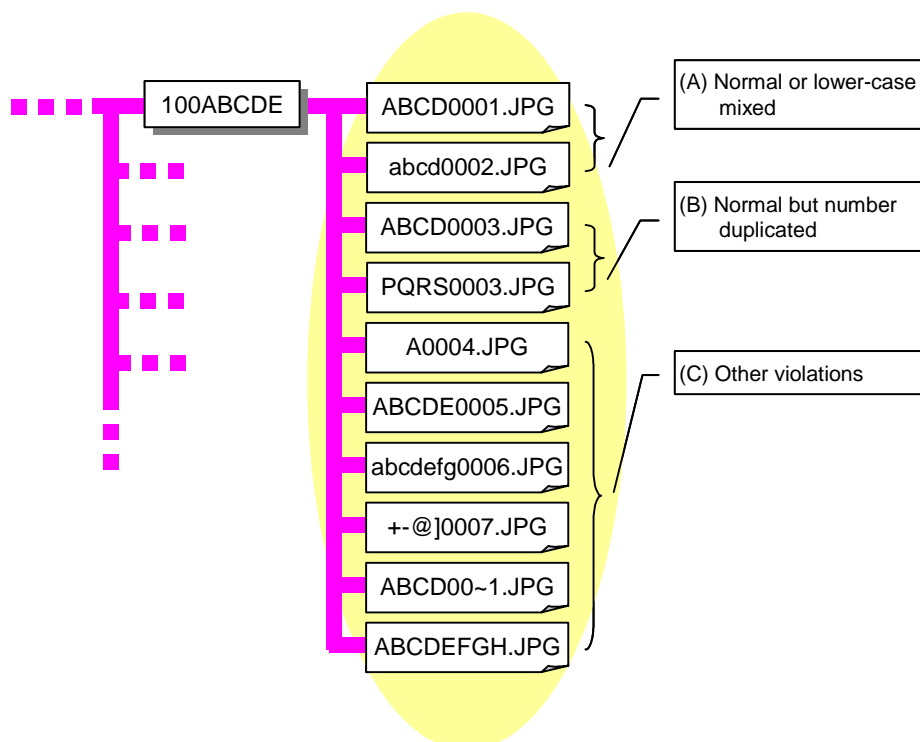 100ABCDE
ABCD0001.JPG
abcd0002.JPG
ABCD0003.JPG
PQRS0003.JPG
A0004.JPG
ABCDE0005.JPG
abcdefg0006.JPG
+-@]0007.JPG
ABCD00~1.JPG
ABCDEFGH.JPG
(A) Normal or lower-case
mixed
(B) Normal but number
duplicated
(C) Other violations